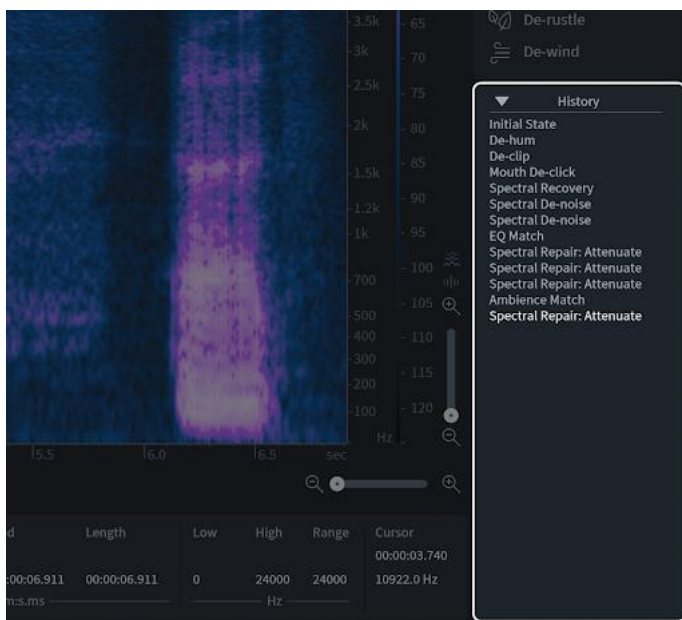 De-rustle
De-wind
History
Initial State
De-hum
De-clip
Mouth De-click
Spectral Recovery
Spectral De-noise
Spectral De-noise
EQ Match
Spectral Repair: Attenuate
Spectral Repair: Attenuate
Spectral Repair: Attenuate
Ambience Match
Spectral Repair: Attenuate
-3.5k
-3k
-2.5k
-2k
-1.5k
-1.2k
-1k
-700
-500
-400
-300
-200
-100
Hz
- 65
- 70
- 75
- 80
- 85
- 90
- 95
- 100
- 105
- 110
- 115
- 120
5.5 6.0 6.5 sec
d Length Low High Range Cursor
00:00:03.740
:00:06.911 00:00:06.911 0 24000 24000 10922.0 Hz
m:s.ms Hz